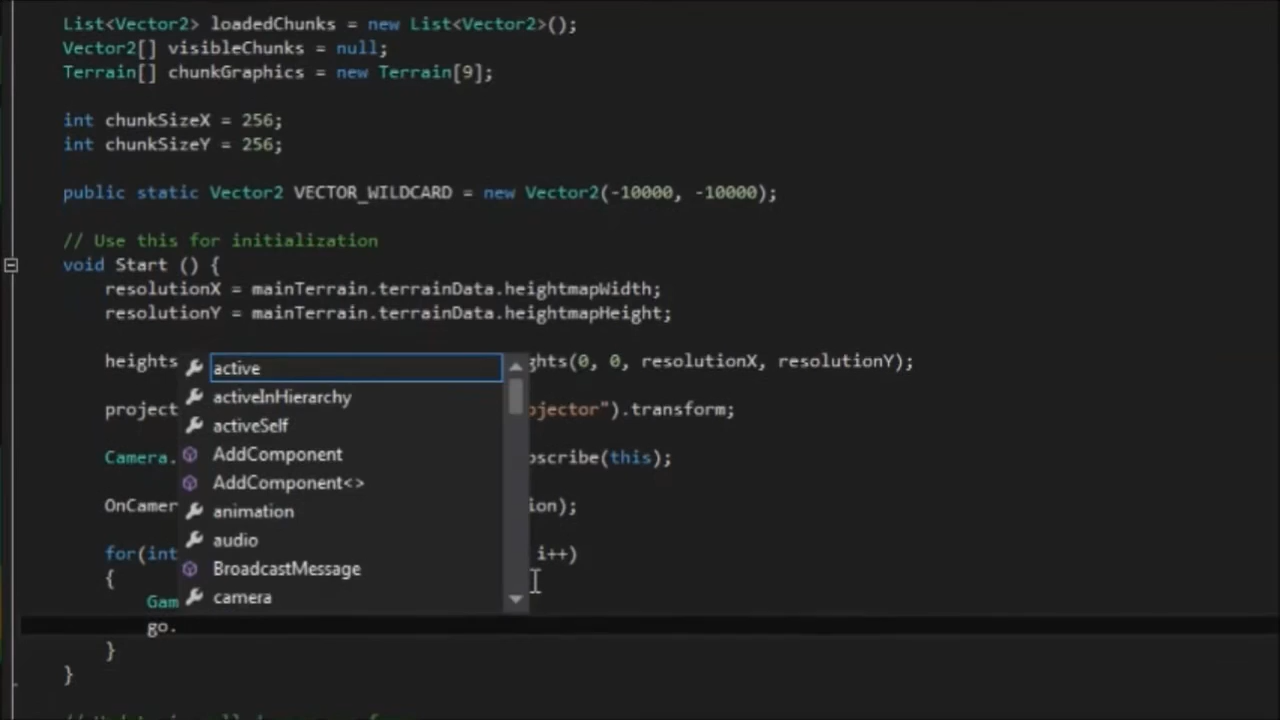 List<Vector2> loadedChunks = new List<Vector2>();
Vector2[] visibleChunks = null;
Terrain[] chunkGraphics = new Terrain[9];
int chunkSizeX = 256;
int chunkSizeY = 256;
public static Vector2 VECTOR_WILDCARD = new Vector2(-10000, -10000);
// Use this for initialization
void Start () {
resolutionX = mainTerrain.terrainData.heightmapWidth;
resolutionY = mainTerrain.terrainData.heightmapHeight;
heights ghts(0, 0, resolutionX, resolutionY);
active
activeInHierarchy
project ojector").transform;
activeSelf
Camera. bscribe(this);
AddComponent
AddComponent<>
OnCamer ion);
animation
audio
for(int i++)
BroadcastMessage
{
camera
Gam
go.
}
}